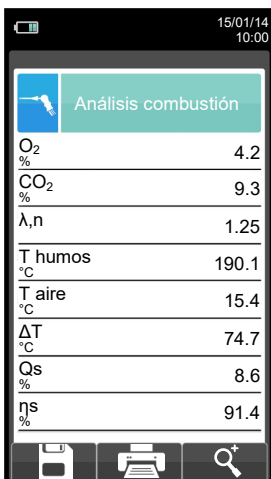 15/01/14
10:00
Análisis combustión
O₂ 4.2
%
CO₂ 9.3
%
λ,n 1.25
T humos 190.1
°C
T aire 15.4
°C
ΔT 74.7
°C
Qs 8.6
%
ηs 91.4
%